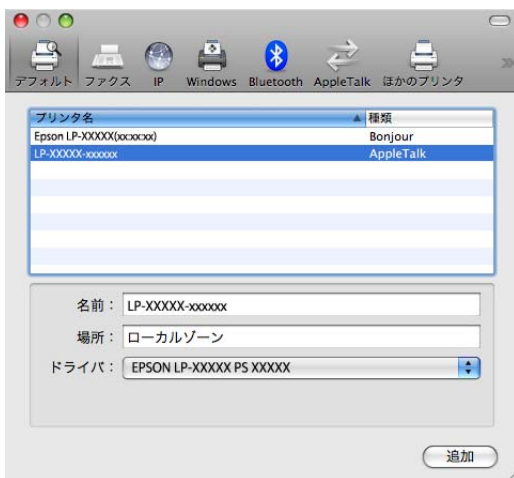 デフォルト ファクス IP Windows Bluetooth AppleTalk ほかのプリンタ
プリンタ名 種類
Epson LP-XXXXX(xx:xx:xx) Bonjour
LP-XXXXX-xxxxxx AppleTalk
名前： LP-XXXXX-xxxxxx
場所： ローカルゾーン
ドライバ： EPSON LP-XXXXX PS XXXXX
追加